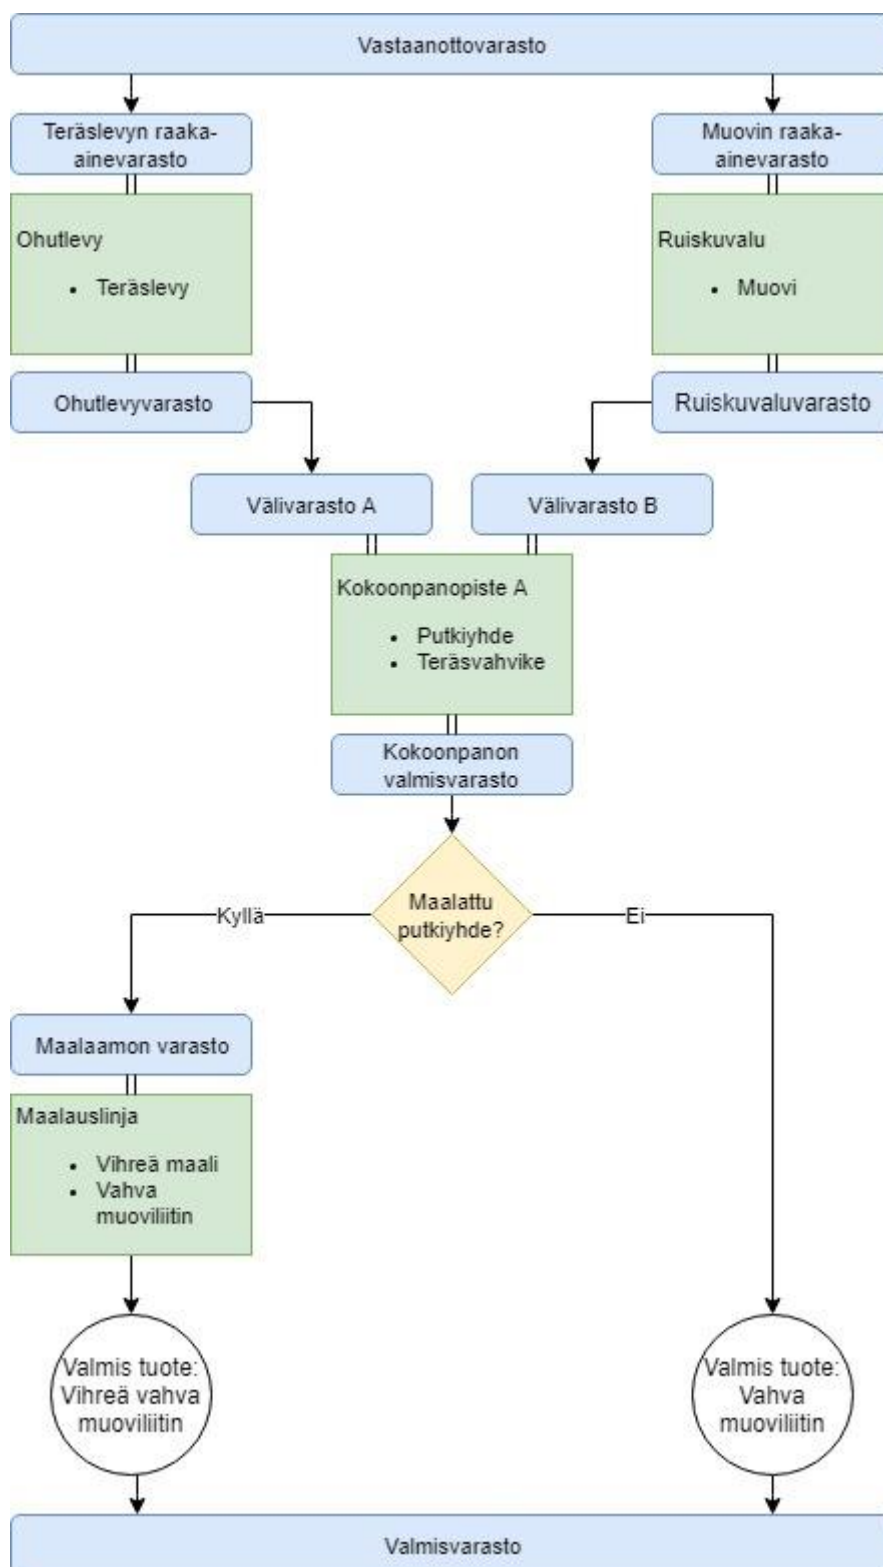 Vastaanottovarasto
Teräslevyn raaka-
ainevarasto
Muovin raaka-
ainevarasto
Ohutlevy
• Teräslevy
Ruiskuvalu
• Muovi
Ohutlevyvarasto
Ruiskuvaluvarasto
Välivarasto A
Välivarasto B
Kokoonpanopiste A
• Putkiyhde
• Teräsvahvike
Kokoonpanon
valmisvarasto
Maalattu
putkiyhde?
Kyllä
Ei
Maalaamon varasto
Maalauslinja
• Vihreä maali
• Vahva
muoviliitin
Valmis tuote:
Vihreä vahva
muoviliitin
Valmis tuote:
Vahva
muoviliitin
Valmisvarasto